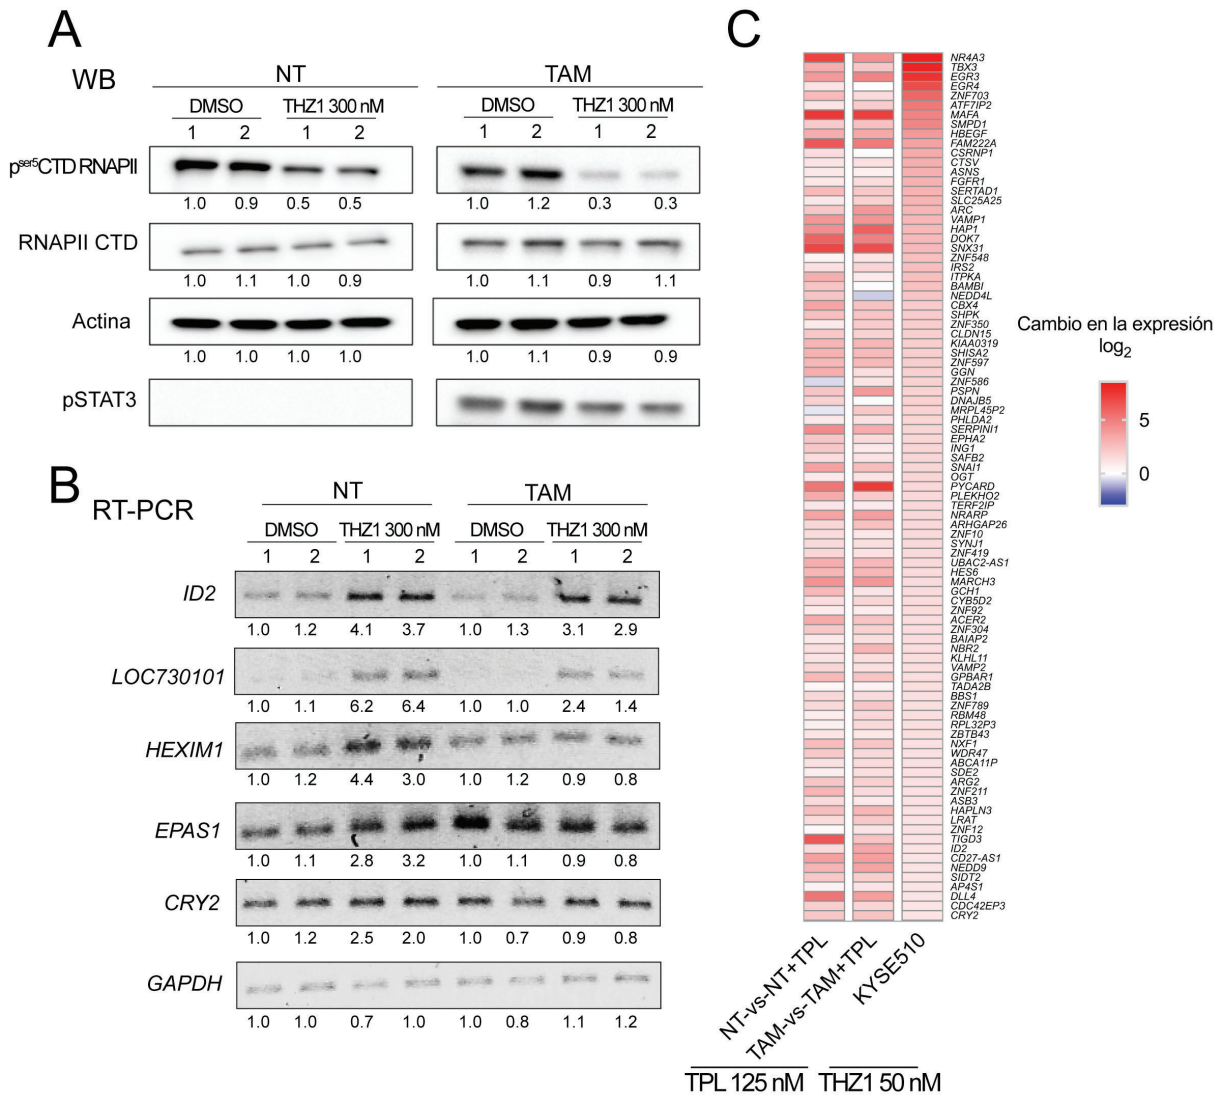 A
WB
NT
TAM
DMSO
THZ1 300 nM
DMSO
THZ1 300 nM
1 2 1 2 1 2 1 2
pser5CTD RNAPII
1.0 0.9 0.5 0.5 1.0 1.2 0.3 0.3
RNAPII CTD
1.0 1.1 1.0 0.9 1.0 1.1 0.9 1.1
Actina
1.0 1.0 1.0 1.0 1.0 1.1 0.9 0.9
pSTAT3
B
RT-PCR
NT
TAM
DMSO
THZ1 300 nM
DMSO
THZ1 300 nM
1 2 1 2 1 2 1 2
ID2
1.0 1.2 4.1 3.7 1.0 1.3 3.1 2.9
LOC730101
1.0 1.1 6.2 6.4 1.0 1.0 2.4 1.4
HEXIM1
1.0 1.2 4.4 3.0 1.0 1.2 0.9 0.8
EPAS1
1.0 1.1 2.8 3.2 1.0 1.1 0.9 0.8
CRY2
1.0 1.2 2.5 2.0 1.0 0.7 0.9 0.8
GAPDH
1.0 1.0 0.7 1.0 1.0 0.8 1.1 1.2
C
NR4A3
TBX3
EGR3
EGR4
ZNF703
ATF7IP2
MAFA
SMPD1
HBEGF
FAM222A
CSRNP1
CTSV
ASNS
FGFR1
SERTAD1
SLC25A25
ARC
VAMP1
HAP1
DOK7
SNX31
ZNF548
IRS2
ITPKA
BAMBI
NEDD4L
CBX4
SHPK
ZNF350
CLDN15
KIAA0319
SHISA2
ZNF597
GGN
ZNF586
PSPN
DNAJB5
MRPL45P2
PHLDA2
SERPINI1
EPHA2
ING1
SAFB2
SNAI1
OGT
PYCARD
PLEKHO2
TERF2IP
NRARP
ARHGAP26
ZNF10
SYNJ1
ZNF419
UBAC2-AS1
HES6
MARCH3
GCH1
CYB5D2
ZNF92
ACER2
ZNF304
BAIAP2
NBR2
KLHL11
VAMP2
GPBAR1
TADA2B
BBS1
ZNF789
RBM48
RPL32P3
ZBTB43
NXF1
WDR47
ABCA11P
SDE2
ARG2
ZNF211
ASB3
HAPLN3
LRAT
ZNF12
TIGD3
ID2
CD27-AS1
NEDD9
SIDT2
AP4S1
DLL4
CDC42EP3
CRY2
NT-vs-NT+TPL
TAM-vs-TAM+TPL
KYSE510
TPL 125 nM
THZ1 50 nM
Cambio en la expresión
log2
5
0